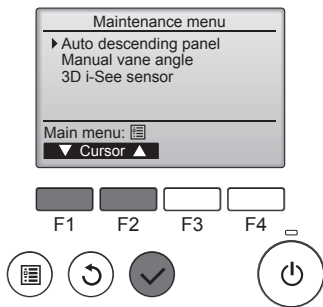 Maintenance menu
Auto descending panel
Manual vane angle
3D i-See sensor
Main menu:
▼ Cursor ▲
F1 F2 F3 F4